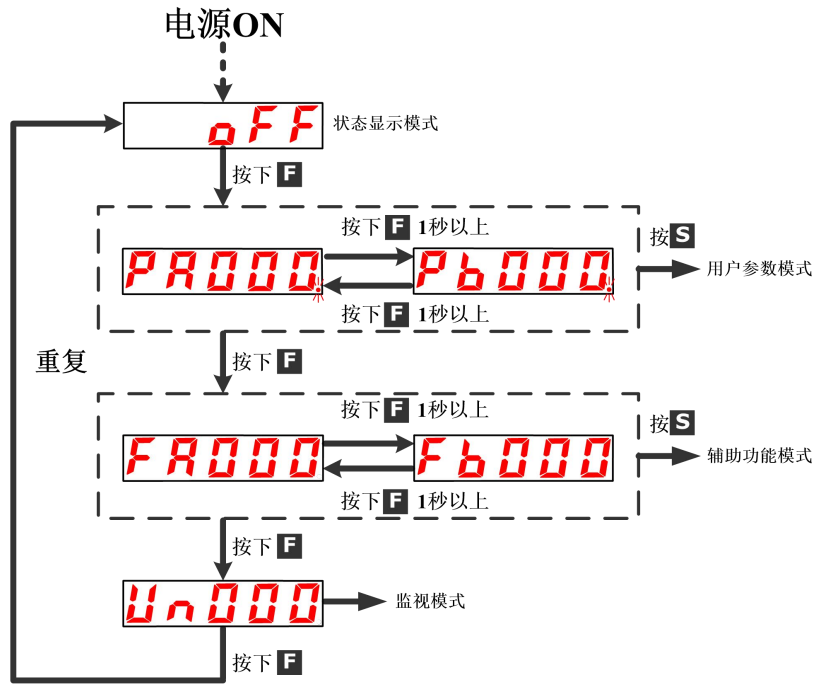 电源ON
oFF 状态显示模式
按下 F
按下 F 1秒以上
按 S
PA000. Pb000.
用户参数模式
按下 F 1秒以上
重复
按下 F
按下 F 1秒以上
按 S
FA000 Fb000
辅助功能模式
按下 F 1秒以上
按下 F
Un000 监视模式
按下 F